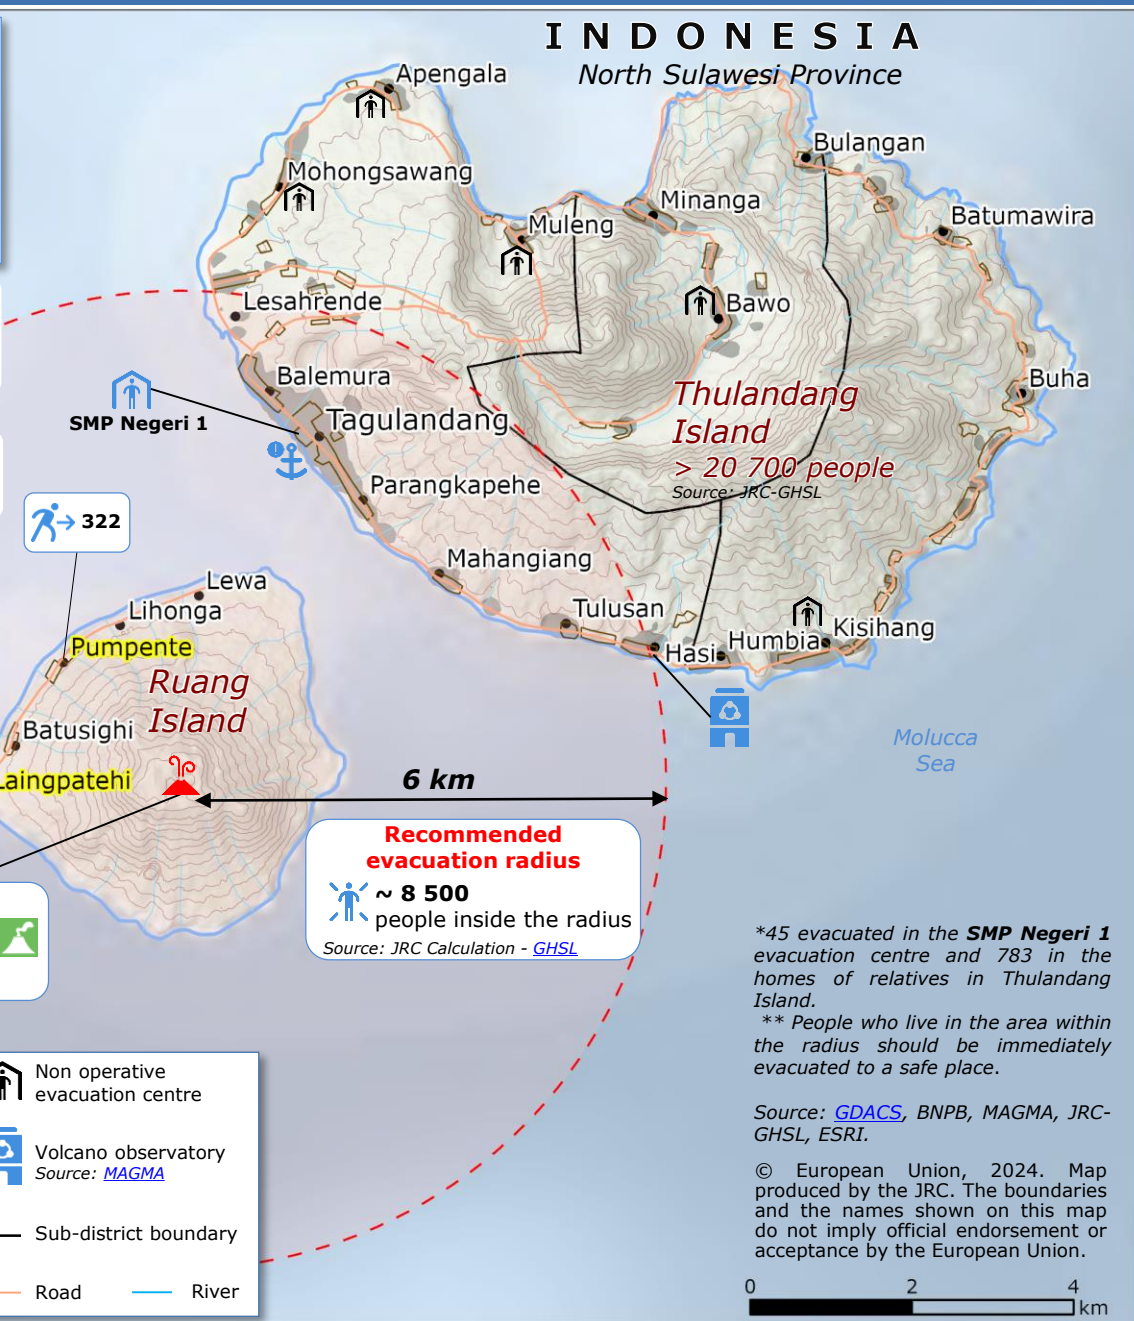 INDONESIA
North Sulawesi Province
Apengala
Bulangan
Mohongsawang
Minanga
Batumawira
Muleng
Lesahrende
Bawo
Balemura
Buha
Thulandang
Island
> 20 700 people
Source: JRC-GHSL
SMP Negeri 1
Tagulandang
Parangkapehe
322
Mahangiang
Lewa
Lihonga
Tulusan
Pumpente
Hasi
Humbia
Kisihang
Ruang
Island
Batusighi
Laingpatehi
Molucca
Sea
6 km
Recommended
evacuation radius
~ 8 500
people inside the radius
Source: JRC Calculation - GHSL
*45 evacuated in the SMP Negeri 1
evacuation centre and 783 in the
homes of relatives in Thulandang
Island.
** People who live in the area within
the radius should be immediately
evacuated to a safe place.
Source: GDACS, BNPB, MAGMA, JRC-
GHSL, ESRI.
© European Union, 2024. Map
produced by the JRC. The boundaries
and the names shown on this map
do not imply official endorsement or
acceptance by the European Union.
Non operative
evacuation centre
Volcano observatory
Source: MAGMA
Sub-district boundary
Road
River
0 2 4
km